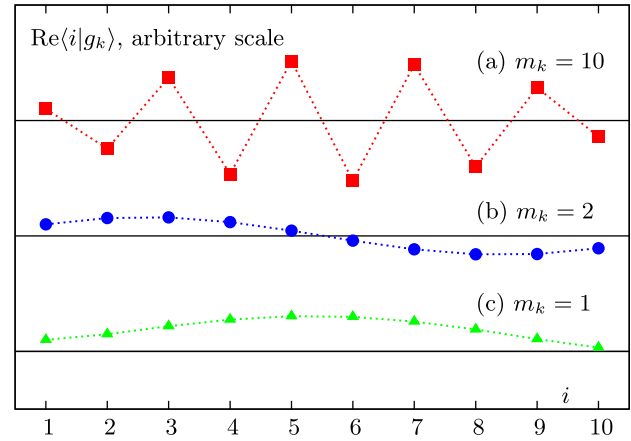 Re⟨i|g_k⟩, arbitrary scale
(a) m_k = 10
(b) m_k = 2
(c) m_k = 1
i
1 2 3 4 5 6 7 8 9 10